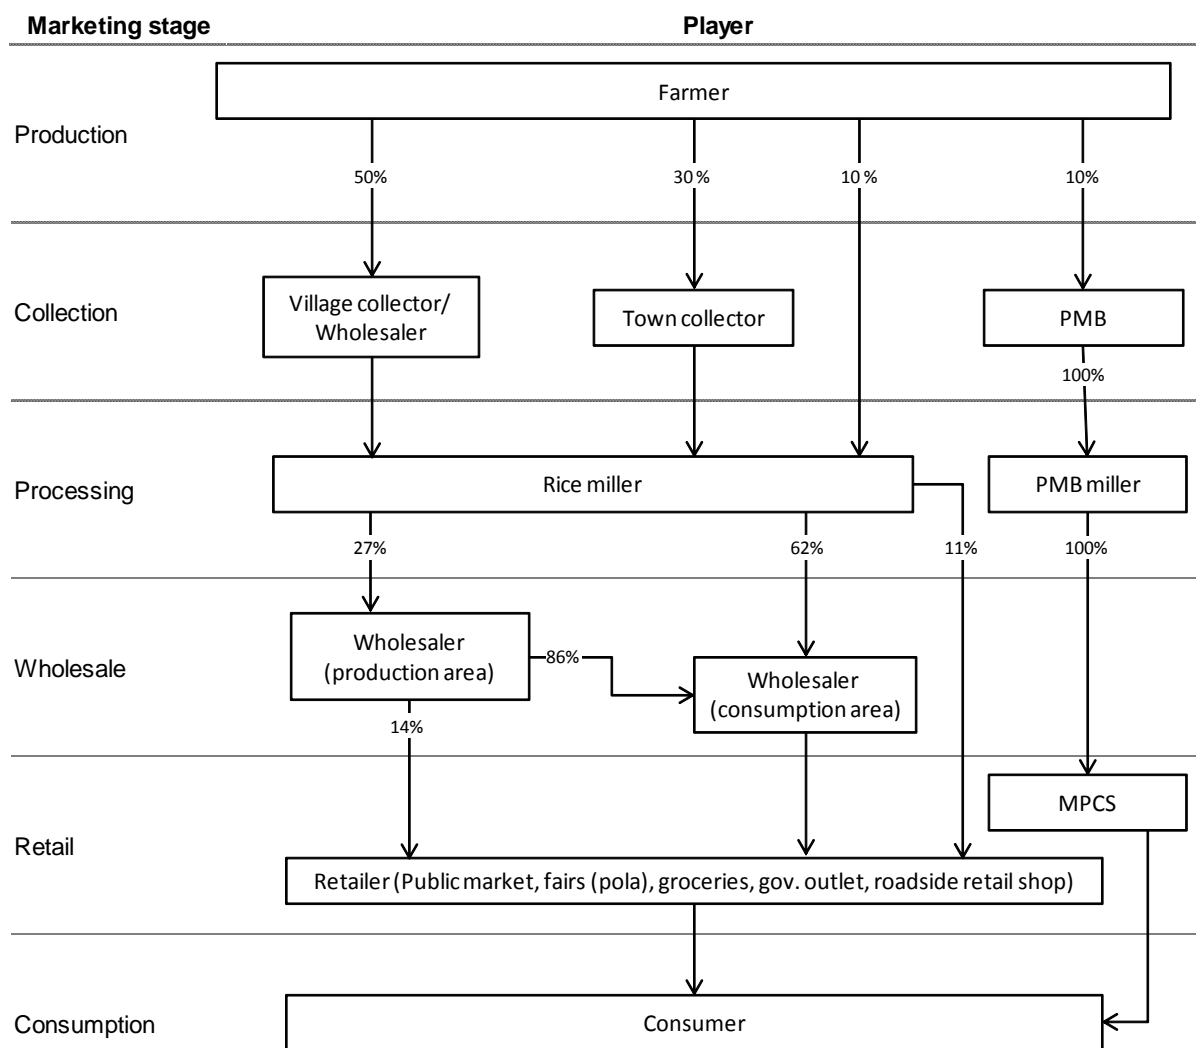 Marketing stage
Player
Farmer
Production
50%
30 %
10 %
10%
Village collector/
Wholesaler
Collection
Town collector
PMB
100%
Processing
Rice miller
PMB miller
27%
62%
11%
100%
Wholesaler
(production area)
Wholesale
86%
Wholesaler
(consumption area)
14%
MPCS
Retail
Retailer (Public market, fairs (pola), groceries, gov. outlet, roadside retail shop)
Consumption
Consumer